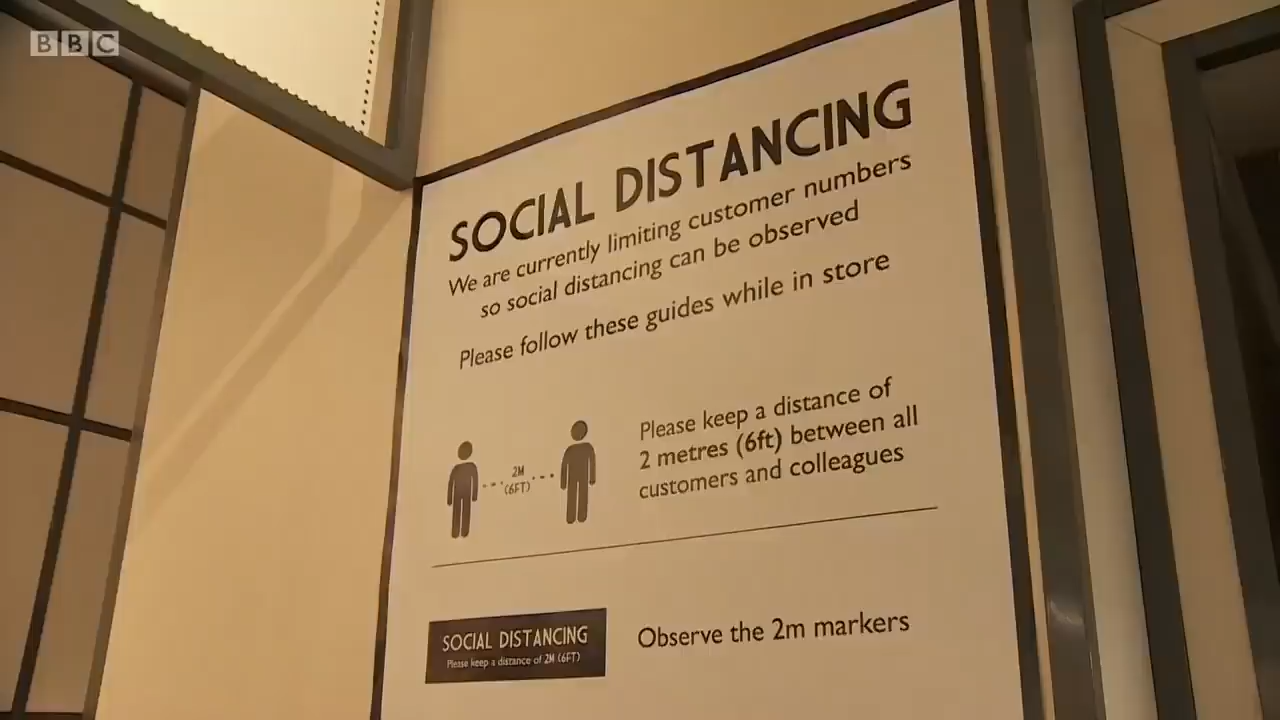 BBC
SOCIAL DISTANCING
We are currently limiting customer numbers
so social distancing can be observed
Please follow these guides while in store
2M
(6FT)
Please keep a distance of
2 metres (6ft) between all
customers and colleagues
SOCIAL DISTANCING
Please keep a distance of 2M (6FT)
Observe the 2m markers